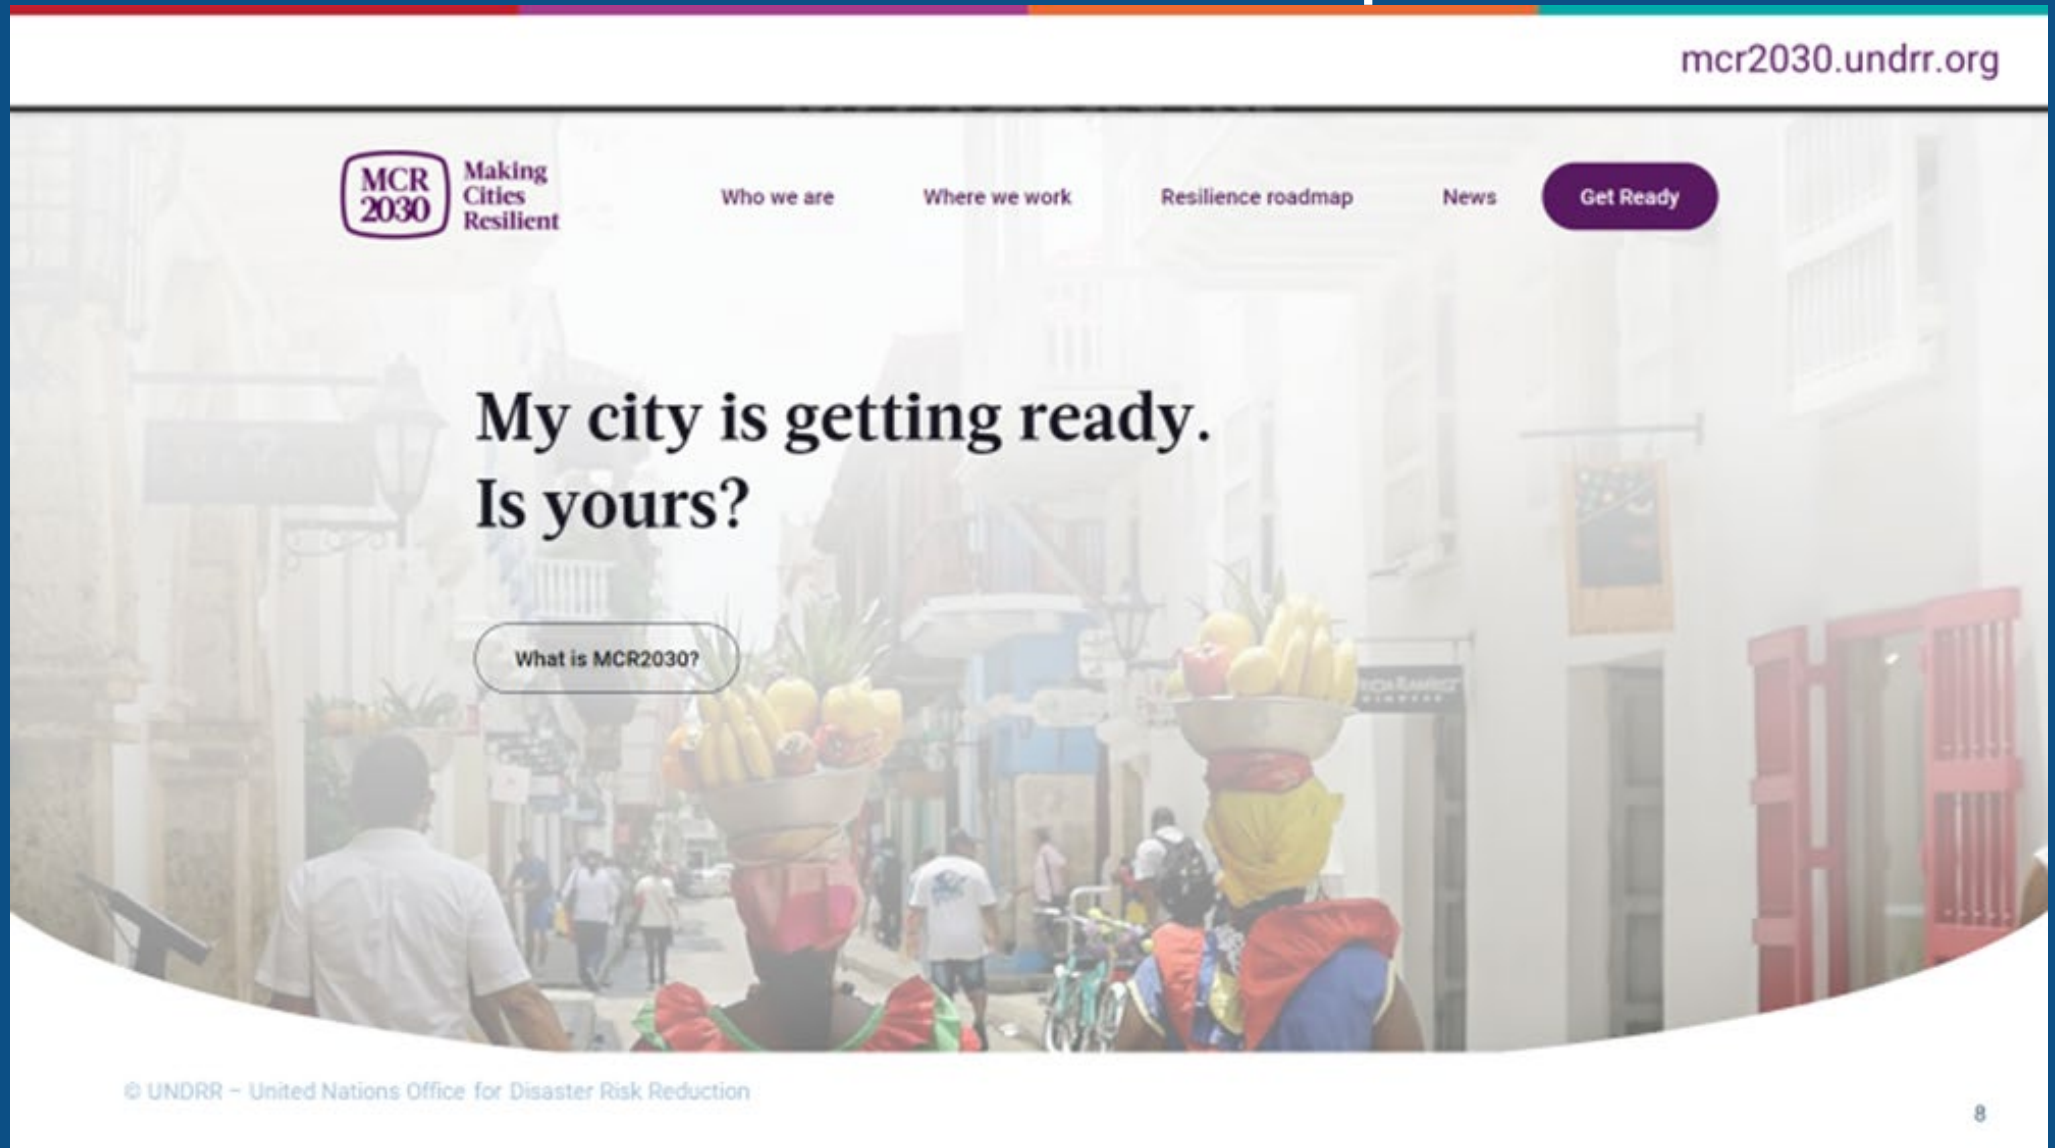 mcr2030.undrr.org
MCR
2030
Making
Cities
Resilient
Who we are
Where we work
Resilience roadmap
News
Get Ready
My city is getting ready.
Is yours?
What is MCR2030?
© UNDRR – United Nations Office for Disaster Risk Reduction
8